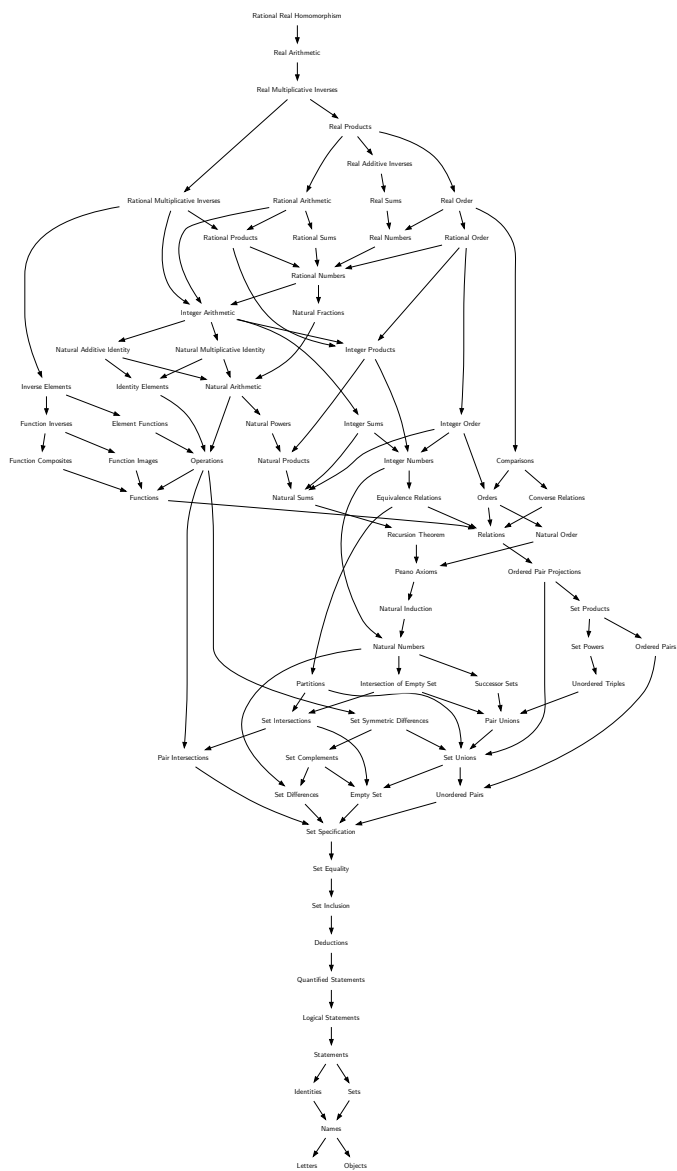 Rational Real Homomorphism
Real Arithmetic
Real Multiplicative Inverses
Real Products
Real Additive Inverses
Rational Multiplicative Inverses
Rational Arithmetic
Real Sums
Real Order
Rational Products
Rational Sums
Real Numbers
Rational Order
Rational Numbers
Integer Arithmetic
Natural Fractions
Natural Additive Identity
Natural Multiplicative Identity
Integer Products
Inverse Elements
Identity Elements
Natural Arithmetic
Function Inverses
Element Functions
Natural Powers
Integer Sums
Integer Order
Function Composites
Function Images
Operations
Natural Products
Integer Numbers
Comparisons
Functions
Natural Sums
Equivalence Relations
Orders
Converse Relations
Recursion Theorem
Relations
Natural Order
Peano Axioms
Ordered Pair Projections
Natural Induction
Set Products
Natural Numbers
Set Powers
Ordered Pairs
Partitions
Intersection of Empty Set
Successor Sets
Unordered Triples
Set Intersections
Set Symmetric Differences
Pair Unions
Pair Intersections
Set Complements
Set Unions
Set Differences
Empty Set
Unordered Pairs
Set Specification
Set Equality
Set Inclusion
Deductions
Quantified Statements
Logical Statements
Statements
Identities
Sets
Names
Letters
Objects